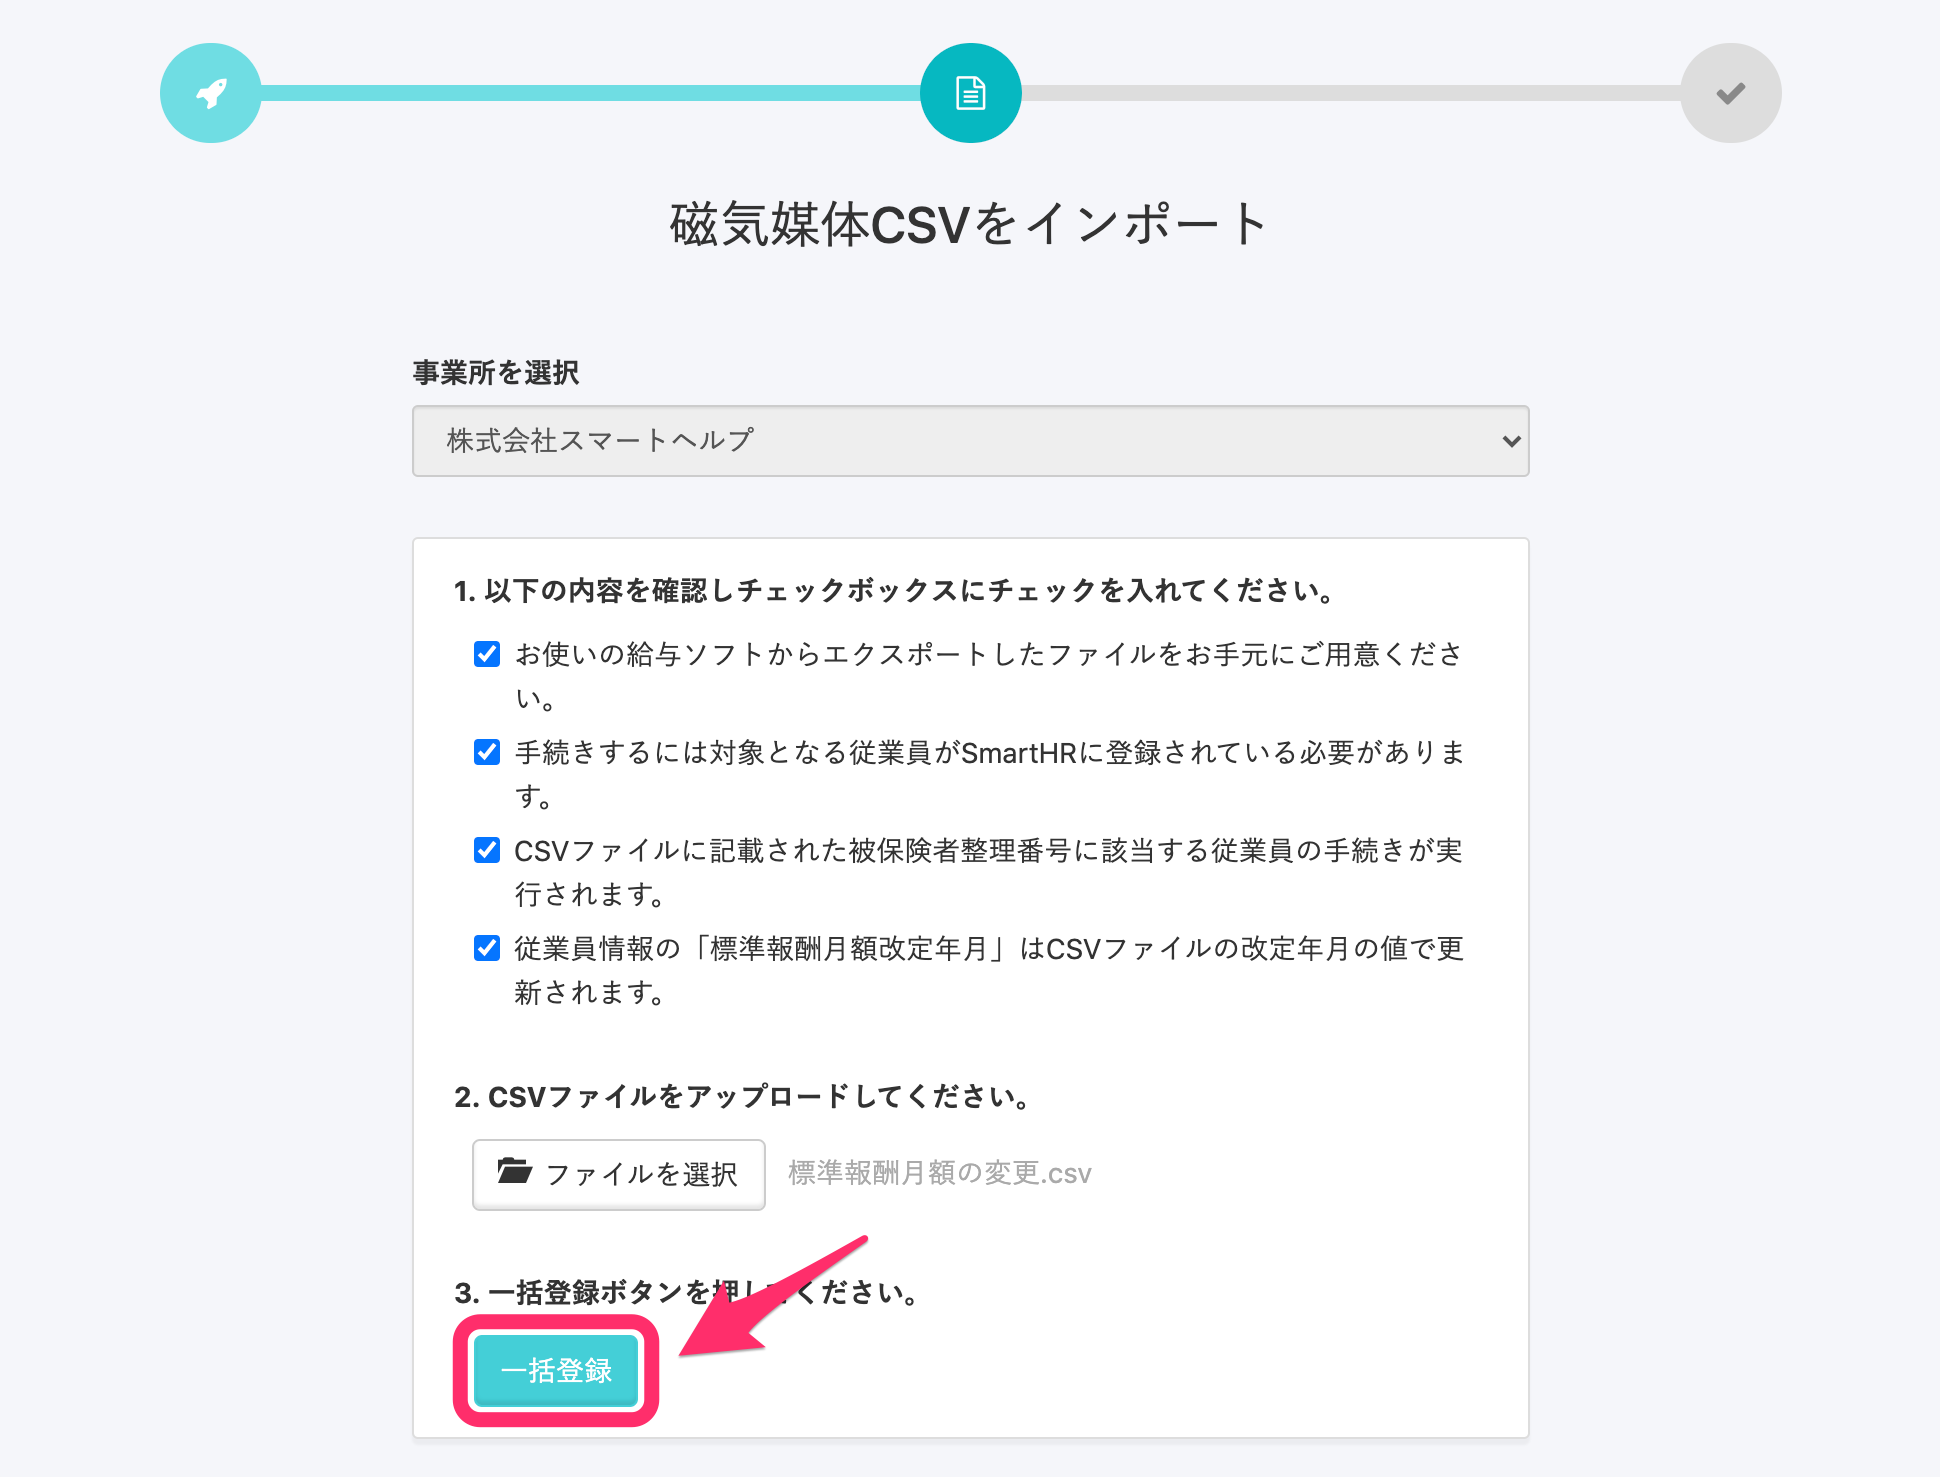 磁気媒体CSVをインポート
事業所を選択
株式会社スマートヘルプ
1. 以下の内容を確認しチェックボックスにチェックを入れてください。
お使いの給与ソフトからエクスポートしたファイルをお手元にご用意くださ
い。
手続きするには対象となる従業員がSmartHRに登録されている必要がありま
す。
CSVファイルに記載された被保険者整理番号に該当する従業員の手続きが実
行されます。
従業員情報の「標準報酬月額改定年月」はCSVファイルの改定年月の値で更
新されます。
2. CSVファイルをアップロードしてください。
ファイルを選択 標準報酬月額の変更.csv
3. 一括登録ボタンを押してください。
一括登録